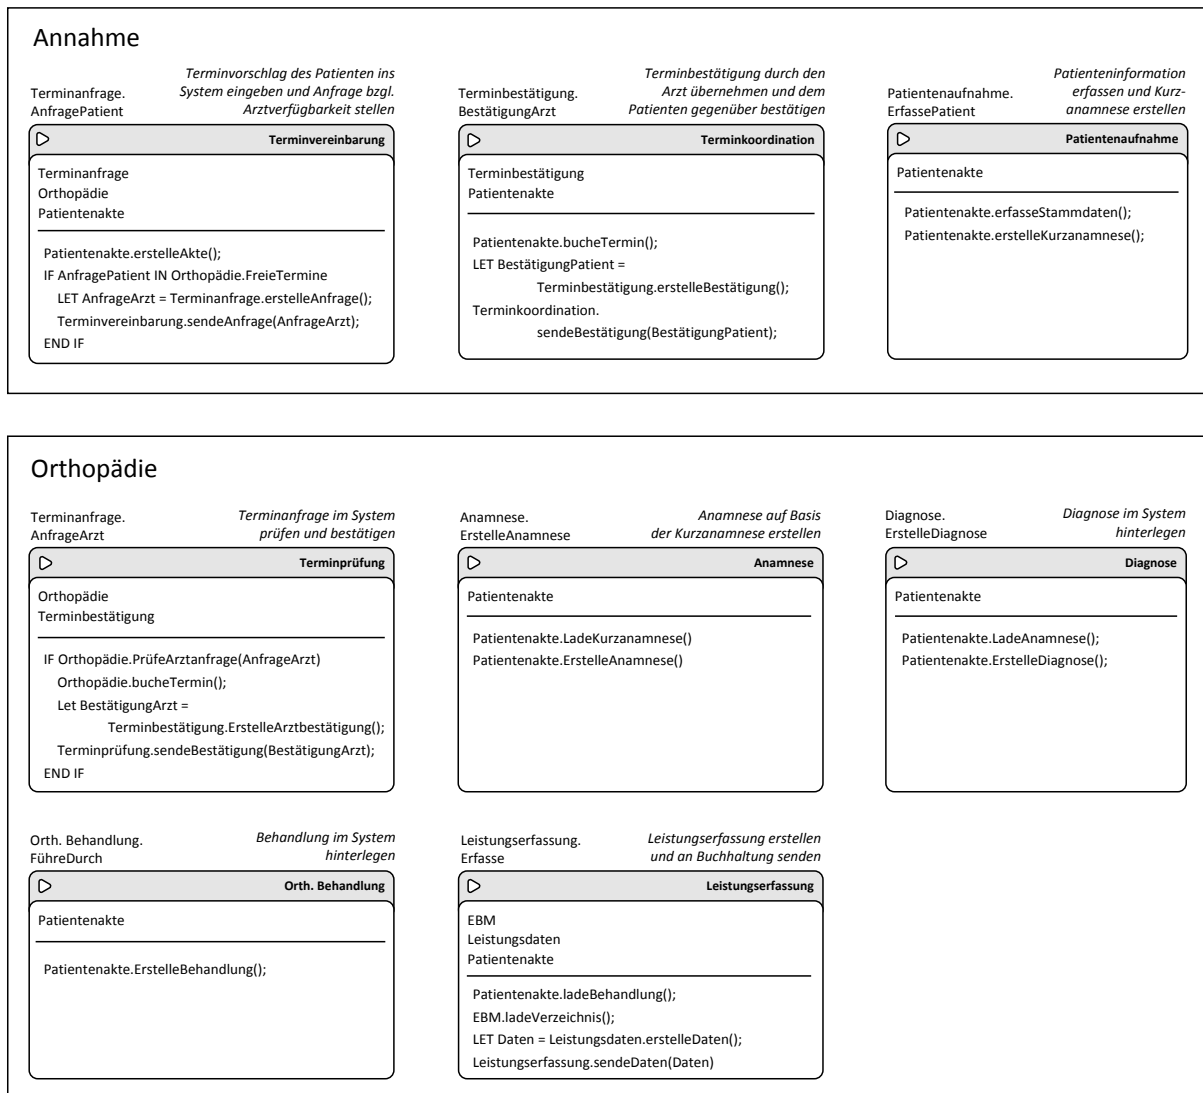 Annahme
Terminanfrage.
AnfragePatient
Terminvorschlag des Patienten ins
System eingeben und Anfrage bzgl.
Arztverfügbarkeit stellen
Terminvereinbarung
Terminanfrage
Orthopädie
Patientenakte
Patientenakte.erstelleAkte();
IF AnfragePatient IN Orthopädie.FreieTermine
LET AnfrageArzt = Terminanfrage.erstelleAnfrage();
Terminvereinbarung.sendeAnfrage(AnfrageArzt);
END IF
Terminbestätigung.
BestätigungArzt
Terminbestätigung durch den
Arzt übernehmen und dem
Patienten gegenüber bestätigen
Terminkoordination
Terminbestätigung
Patientenakte
Patientenakte.bucheTermin();
LET BestätigungPatient =
Terminbestätigung.erstelleBestätigung();
Terminkoordination.
sendeBestätigung(BestätigungPatient);
Patientenaufnahme.
ErfassePatient
Patienteninformation
erfassen und Kurz-
anamnese erstellen
Patientenaufnahme
Patientenakte
Patientenakte.erfasseStammdaten();
Patientenakte.erstelleKurzanamnese();
Orthopädie
Terminanfrage.
AnfrageArzt
Terminanfrage im System
prüfen und bestätigen
Terminprüfung
Orthopädie
Terminbestätigung
IF Orthopädie.PrüfeArztanfrage(AnfrageArzt)
Orthopädie.bucheTermin();
Let BestätigungArzt =
Terminbestätigung.ErstelleArztbestätigung();
Terminprüfung.sendeBestätigung(BestätigungArzt);
END IF
Anamnese.
ErstelleAnamnese
Anamnese auf Basis
der Kurzanamnese erstellen
Anamnese
Patientenakte
Patientenakte.LadeKurzanamnese()
Patientenakte.ErstelleAnamnese()
Diagnose.
ErstelleDiagnose
Diagnose im System
hinterlegen
Diagnose
Patientenakte
Patientenakte.LadeAnamnese();
Patientenakte.ErstelleDiagnose();
Orth. Behandlung.
FühreDurch
Behandlung im System
hinterlegen
Orth. Behandlung
Patientenakte
Patientenakte.ErstelleBehandlung();
Leistungserfassung.
Erfasse
Leistungserfassung erstellen
und an Buchhaltung senden
Leistungserfassung
EBM
Leistungsdaten
Patientenakte
Patientenakte.ladeBehandlung();
EBM.ladeVerzeichnis();
LET Daten = Leistungsdaten.erstelleDaten();
Leistungserfassung.sendeDaten(Daten)